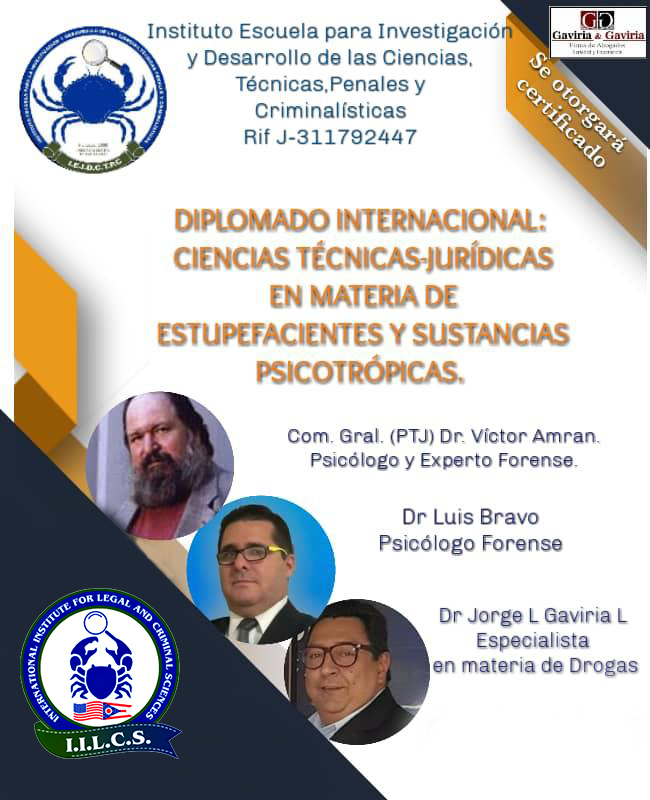 Instituto Escuela para Investigación
y Desarrollo de las Ciencias,
Técnicas,Penales y
Criminalísticas
Rif J-311792447
Gaviria & Gaviria
Firma de Abogados
Se otorgará
certificado
I.E.I.D.C.T.P.C
DIPLOMADO INTERNACIONAL:
CIENCIAS TÉCNICAS-JURÍDICAS
EN MATERIA DE
ESTUPEFACIENTES Y SUSTANCIAS
PSICOTRÓPICAS.
Com. Gral. (PTJ) Dr. Víctor Amran.
Psicólogo y Experto Forense.
Dr Luis Bravo
Psicólogo Forense
Dr Jorge L Gaviria L
Especialista
en materia de Drogas
INTERNATIONAL INSTITUTE FOR LEGAL AND CRIMINAL SCIENCES
I.I.L.C.S.